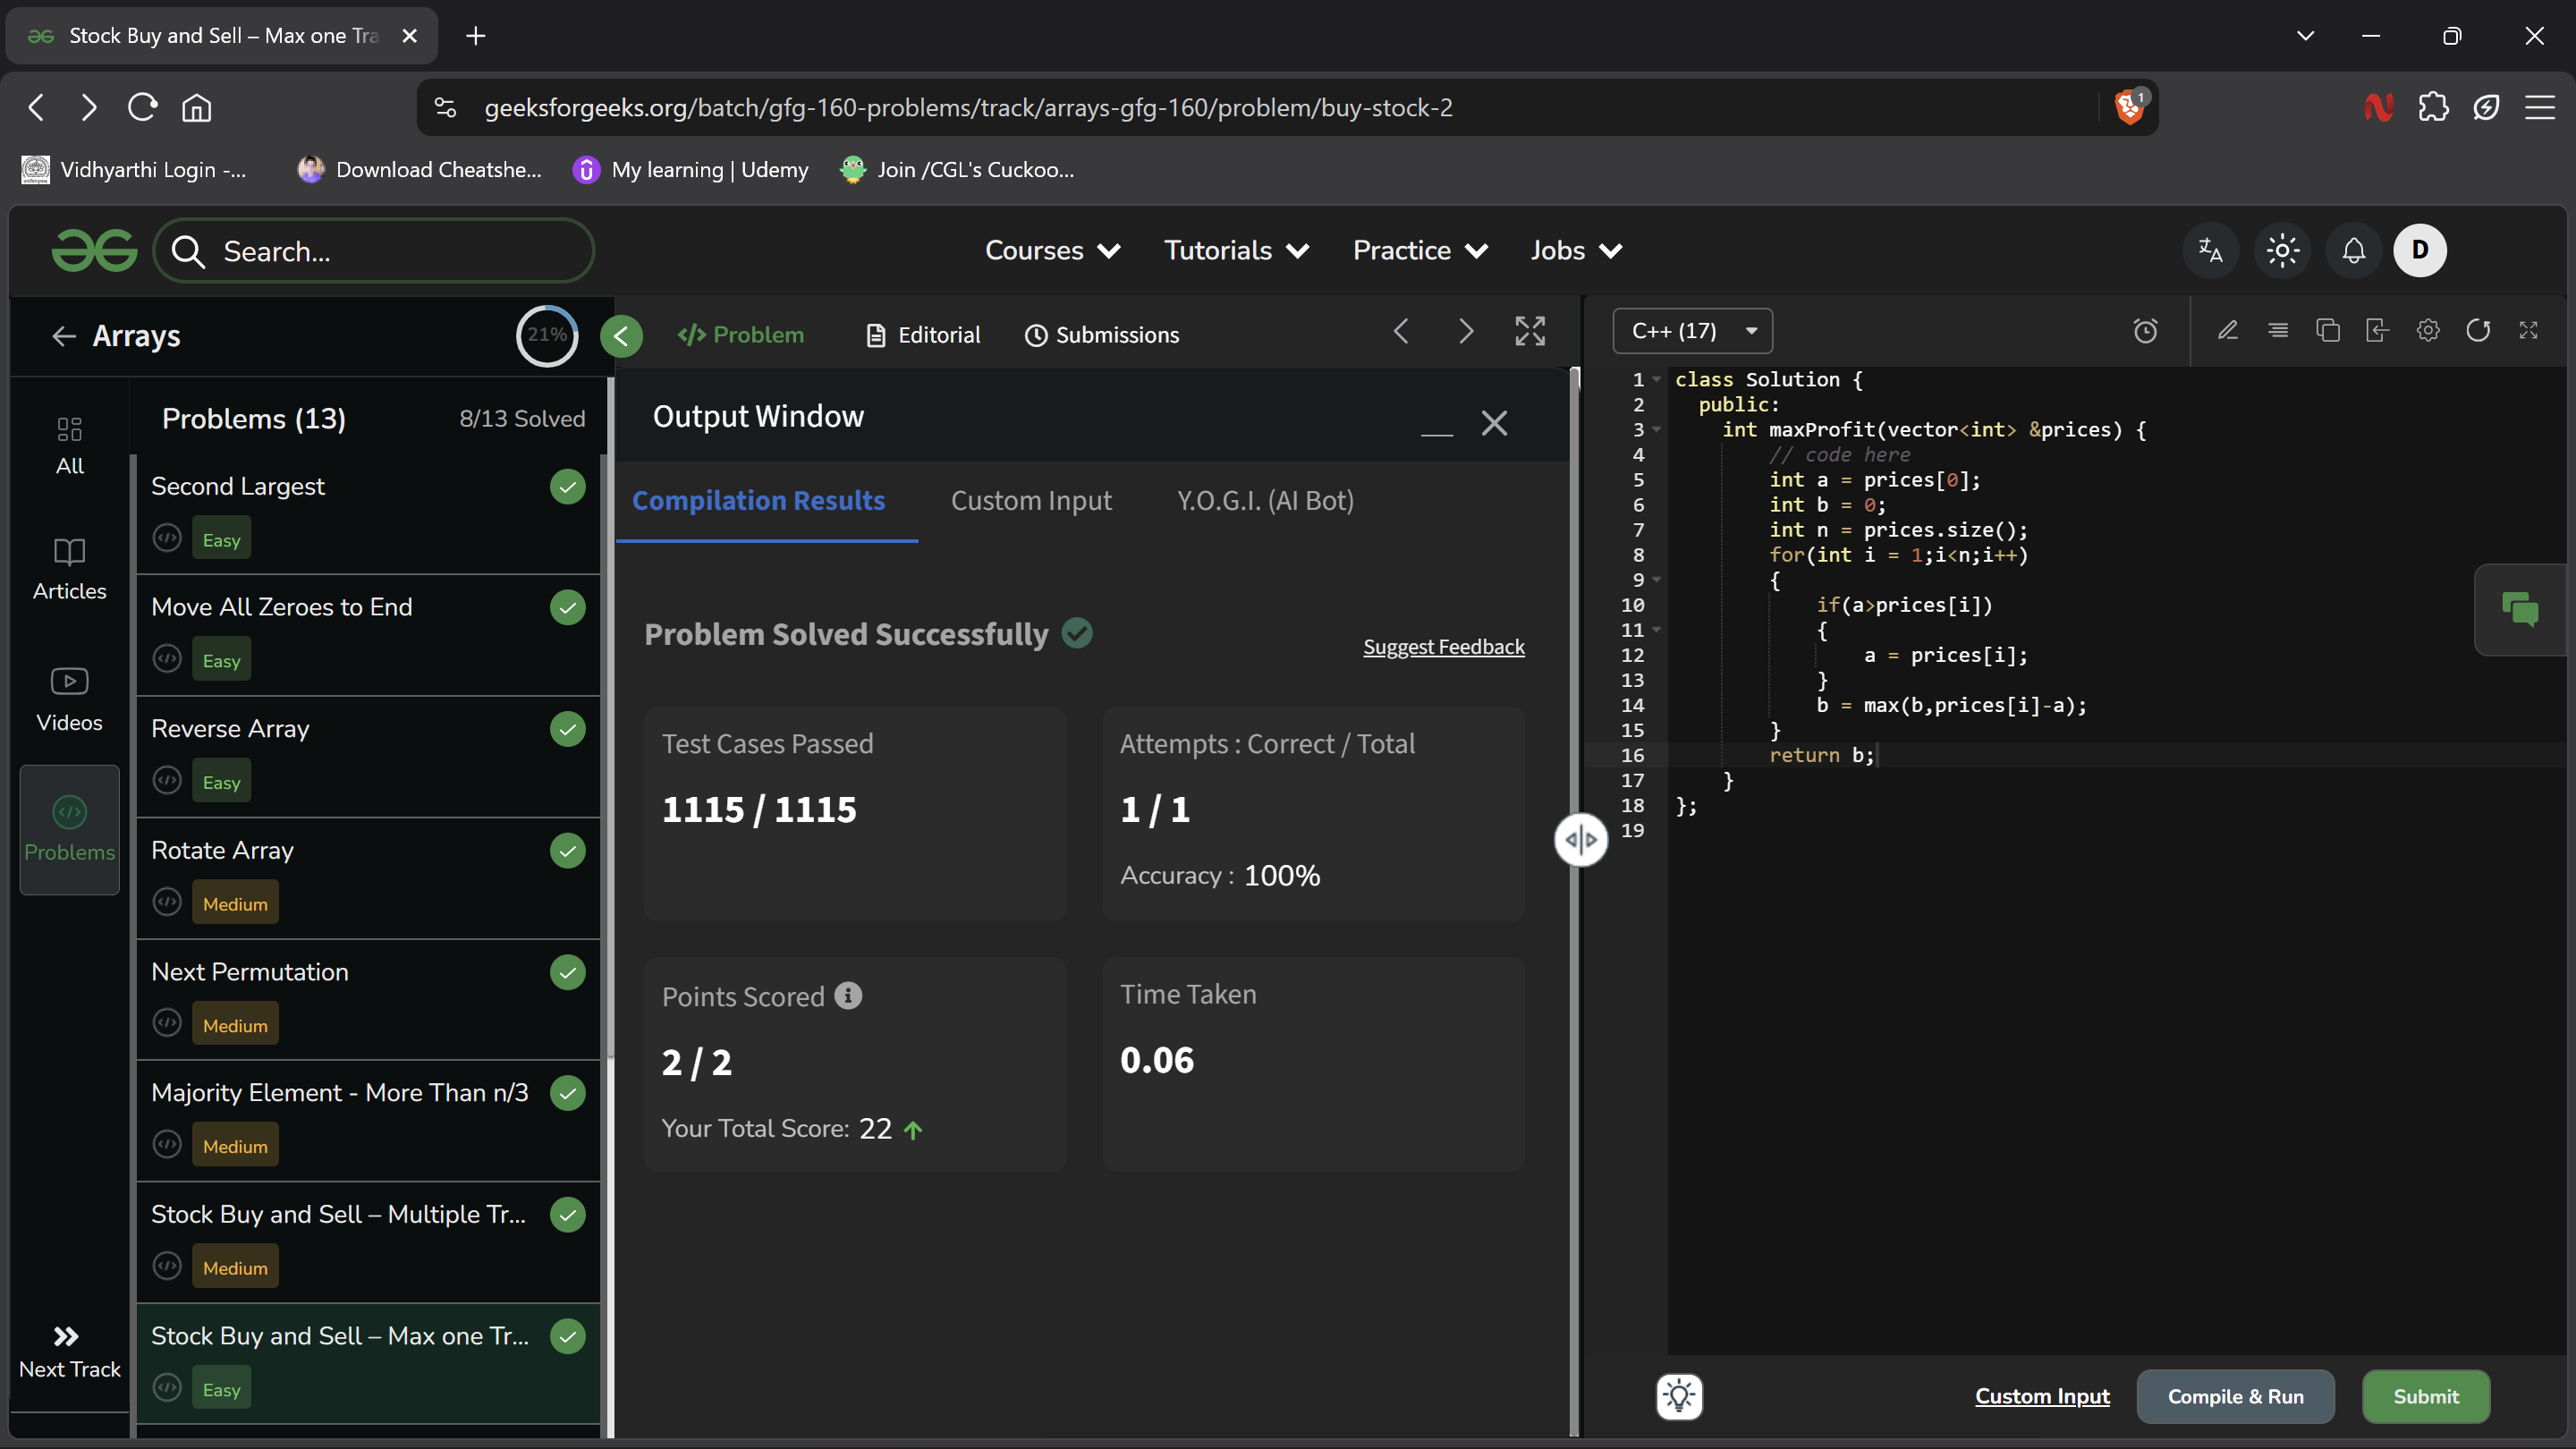 Stock Buy and Sell – Max one Tra
geeksforgeeks.org/batch/gfg-160-problems/track/arrays-gfg-160/problem/buy-stock-2
1
Vidhyarthi Login -...
Download Cheatshe...
My learning | Udemy
Join /CGL's Cuckoo...
Search...
Courses
Tutorials
Practice
Jobs
D
Arrays
21%
All
Articles
Videos
Problems
Next Track
Problems (13)
8/13 Solved
Second Largest
Easy
Move All Zeroes to End
Easy
Reverse Array
Easy
Rotate Array
Medium
Next Permutation
Medium
Majority Element - More Than n/3
Medium
Stock Buy and Sell – Multiple Tr...
Medium
Stock Buy and Sell – Max one Tr...
Easy
Problem
Editorial
Submissions
Output Window
Compilation Results
Custom Input
Y.O.G.I. (AI Bot)
Problem Solved Successfully
Suggest Feedback
Test Cases Passed
1115 / 1115
Attempts : Correct / Total
1 / 1
Accuracy : 100%
Points Scored
2 / 2
Your Total Score: 22
Time Taken
0.06
C++ (17)
1 class Solution {
2 public:
3 int maxProfit(vector<int> &prices) {
4 // code here
5 int a = prices[0];
6 int b = 0;
7 int n = prices.size();
8 for(int i = 1;i<n;i++)
9 {
10 if(a>prices[i])
11 {
12 a = prices[i];
13 }
14 b = max(b,prices[i]-a);
15 }
16 return b;
17 }
18 };
19
Custom Input
Compile & Run
Submit